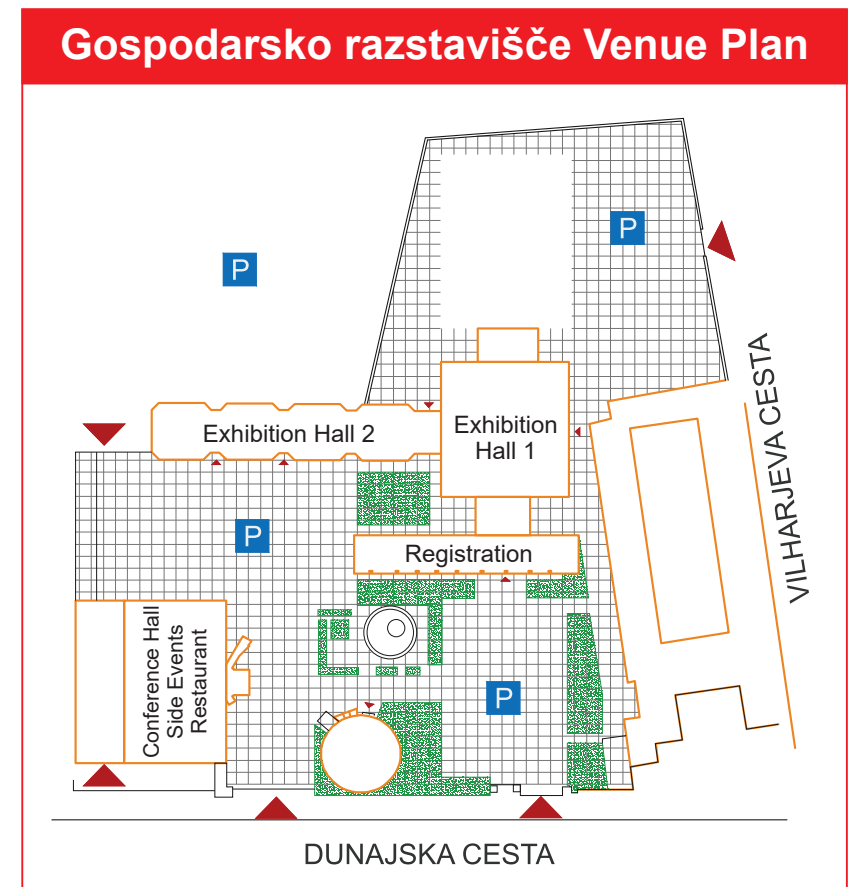 Gospodarsko razstavišče Venue Plan
P
P
VILHARJEVA CESTA
Exhibition Hall 2
Exhibition
Hall 1
P
Registration
Conference Hall
Side Events
Restaurant
P
DUNAJSKA CESTA